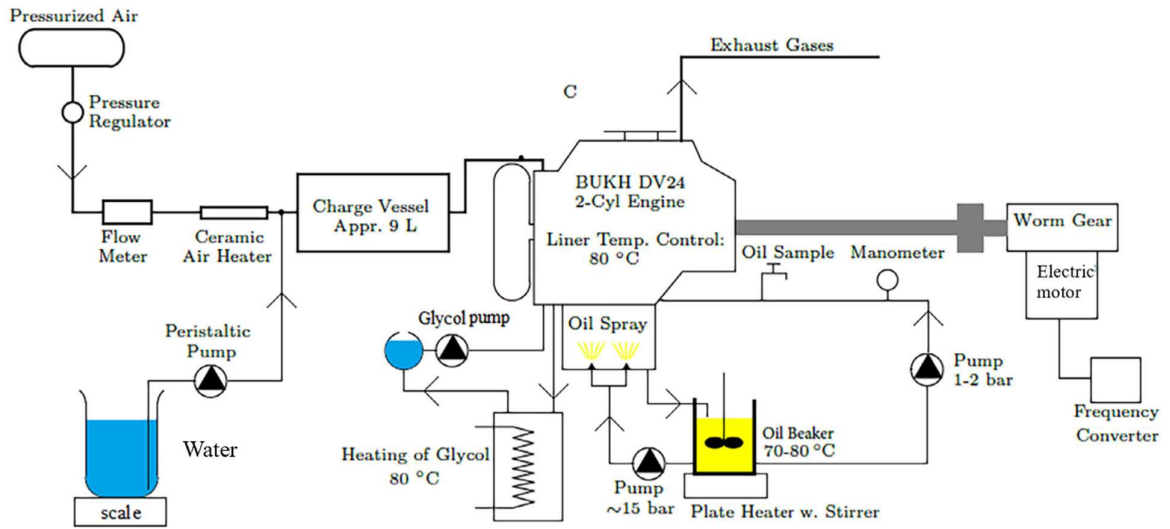 Pressurized Air
Pressure
Regulator
Flow
Meter
Ceramic
Air Heater
Charge Vessel
Appr. 9 L
C
Exhaust Gases
BUKH DV24
2-Cyl Engine
Liner Temp. Control:
80 °C
Oil Sample
Manometer
Worm Gear
Electric
motor
Frequency
Converter
Peristaltic
Pump
Water
scale
Glycol pump
Heating of Glycol
80 °C
Oil Spray
Pump
~15 bar
Oil Beaker
70-80 °C
Plate Heater w. Stirrer
Pump
1-2 bar